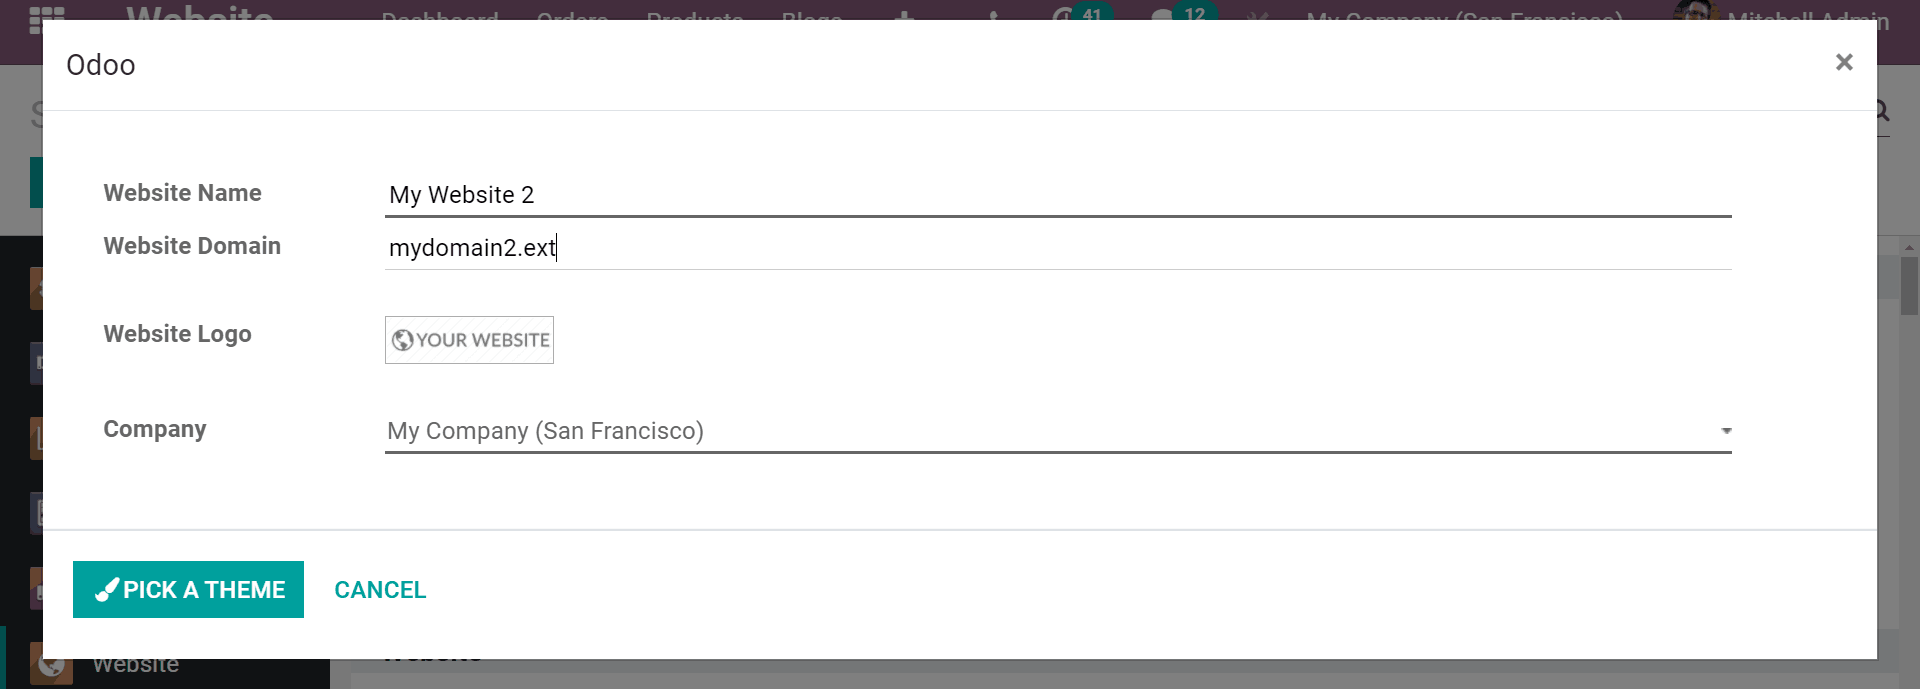 Website Dashboard Orders Products Blogs + 41 12 My Company (San Francisco) Mitchell Admin
Odoo ×
Website Name My Website 2
Website Domain mydomain2.ext
Website Logo YOUR WEBSITE
Company My Company (San Francisco)
PICK A THEME CANCEL
Website Website